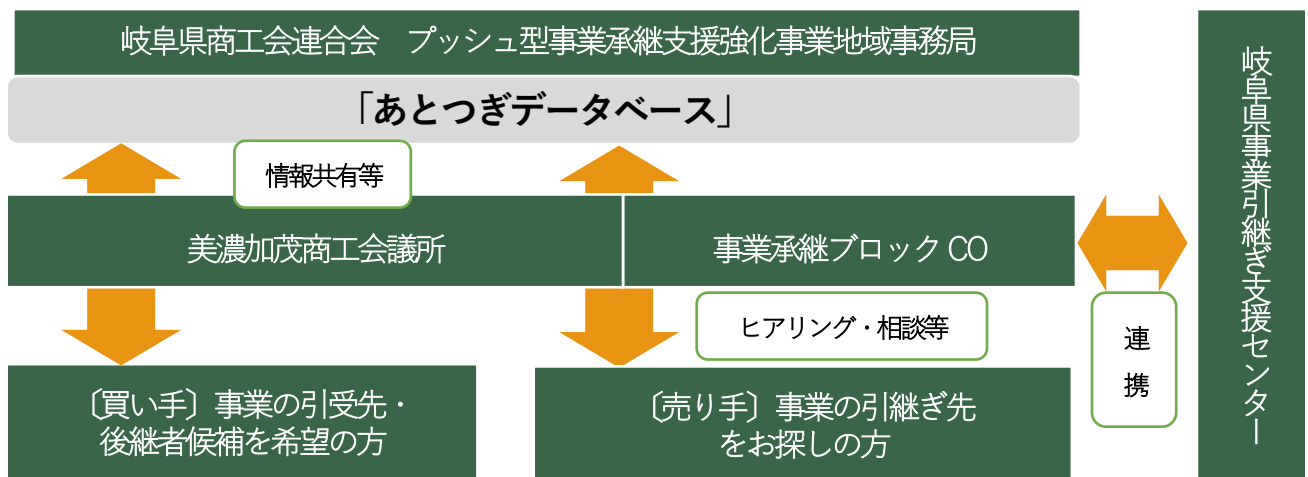 岐阜県商工会連合会　プッシュ型事業承継支援強化事業地域事務局
「あとつぎデータベース」
情報共有等
美濃加茂商工会議所
事業承継ブロック CO
ヒアリング・相談等
連
携
〔買い手〕事業の引受先・
後継者候補を希望の方
〔売り手〕事業の引継ぎ先
をお探しの方
岐阜県事業引継ぎ支援センター